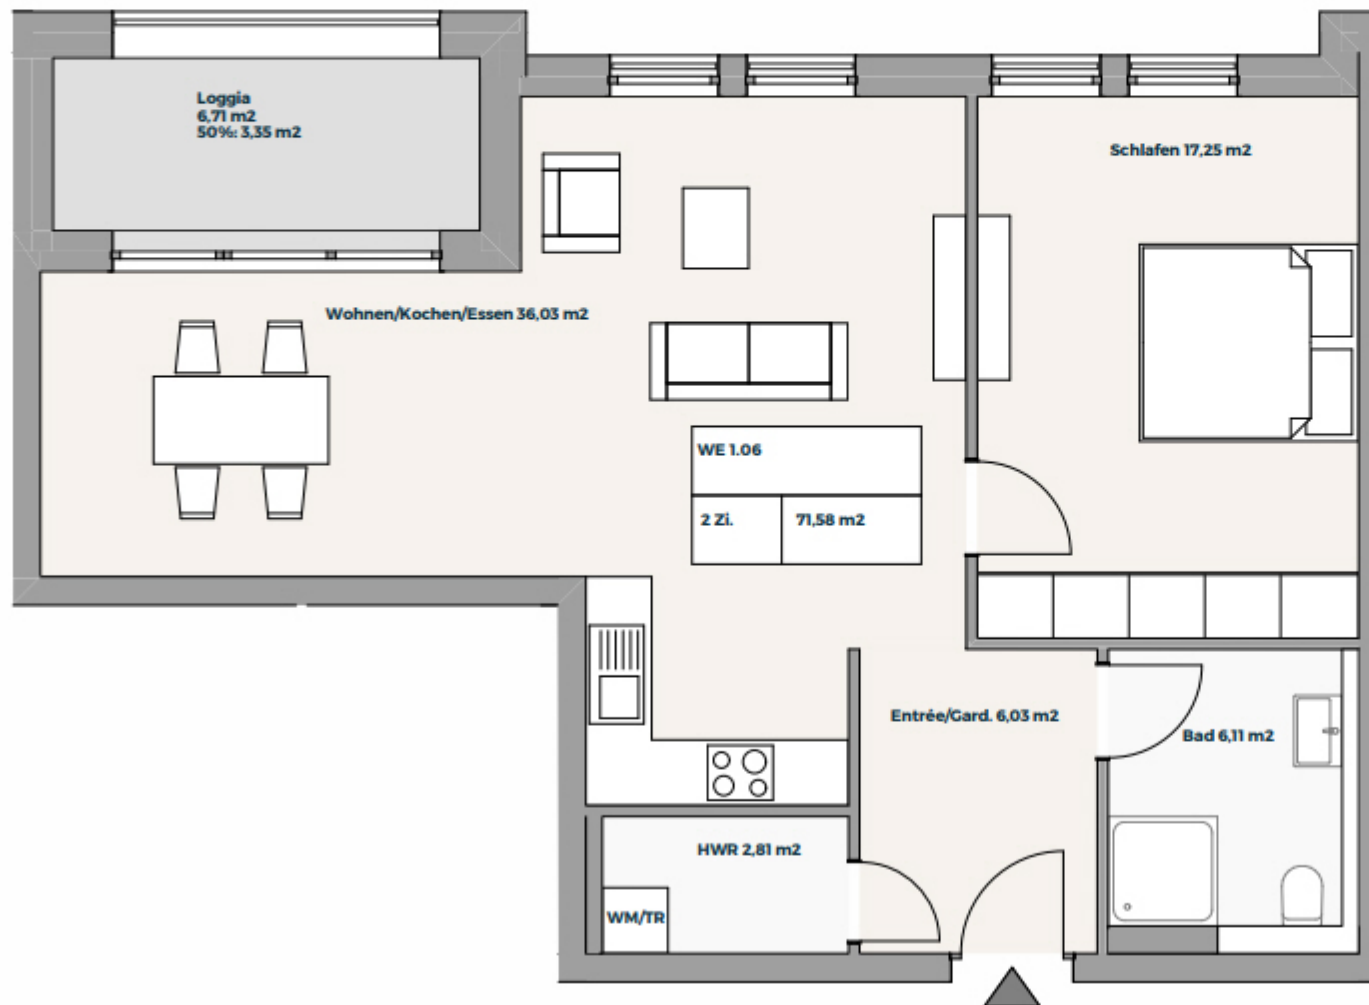 Loggia
6,71 m2
50%: 3,35 m2
Schlafen 17,25 m2
Wohnen/Kochen/Essen 36,03 m2
WE 1.06
2 Zi.
71,58 m2
Entrée/Gard. 6,03 m2
Bad 6,11 m2
HWR 2,81 m2
WM/TR